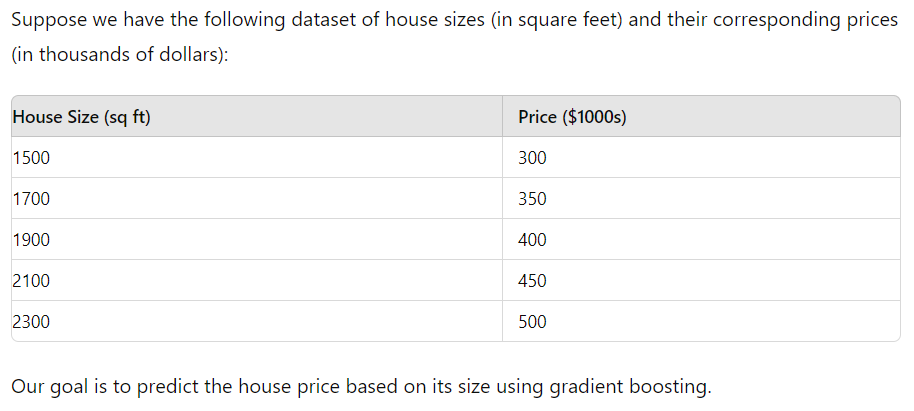 Suppose we have the following dataset of house sizes (in square feet) and their corresponding prices
(in thousands of dollars):
House Size (sq ft) Price ($1000s)
1500 300
1700 350
1900 400
2100 450
2300 500
Our goal is to predict the house price based on its size using gradient boosting.